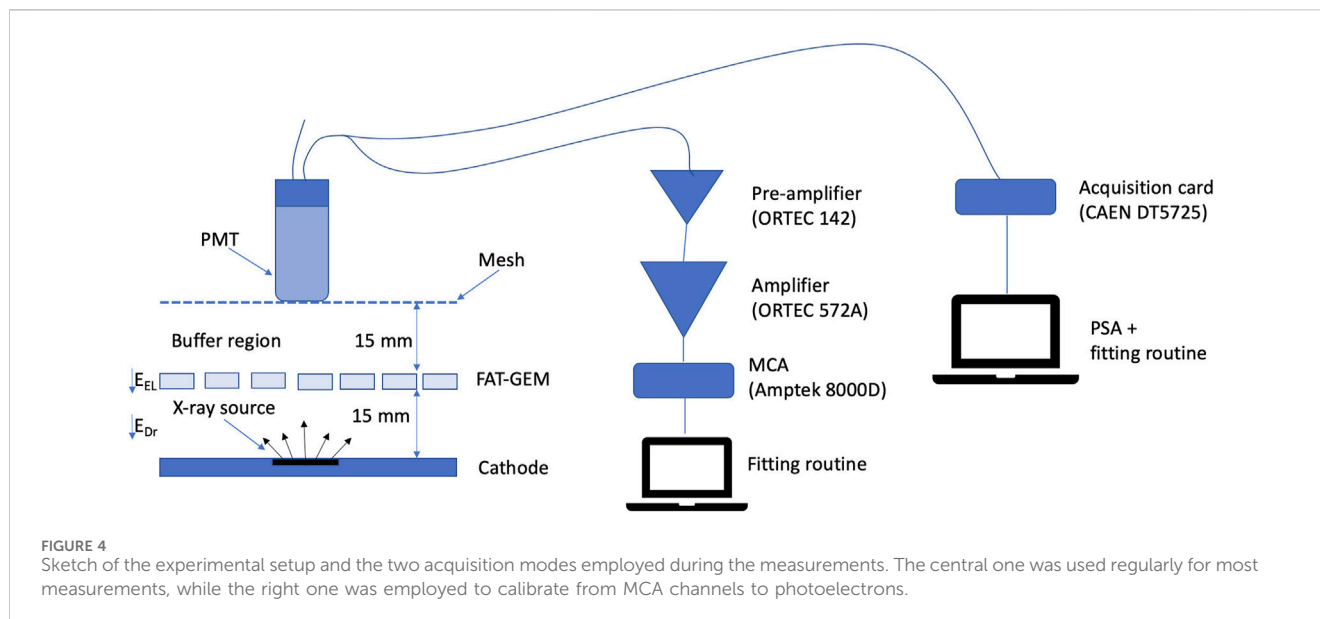 PMT
Mesh
Buffer region
15 mm
E_EL
FAT-GEM
X-ray source
15 mm
E_Dr
Cathode
Pre-amplifier
(ORTEC 142)
Amplifier
(ORTEC 572A)
MCA
(Amptek 8000D)
Fitting routine
Acquisition card
(CAEN DT5725)
PSA +
fitting routine
FIGURE 4
Sketch of the experimental setup and the two acquisition modes employed during the measurements. The central one was used regularly for most
measurements, while the right one was employed to calibrate from MCA channels to photoelectrons.